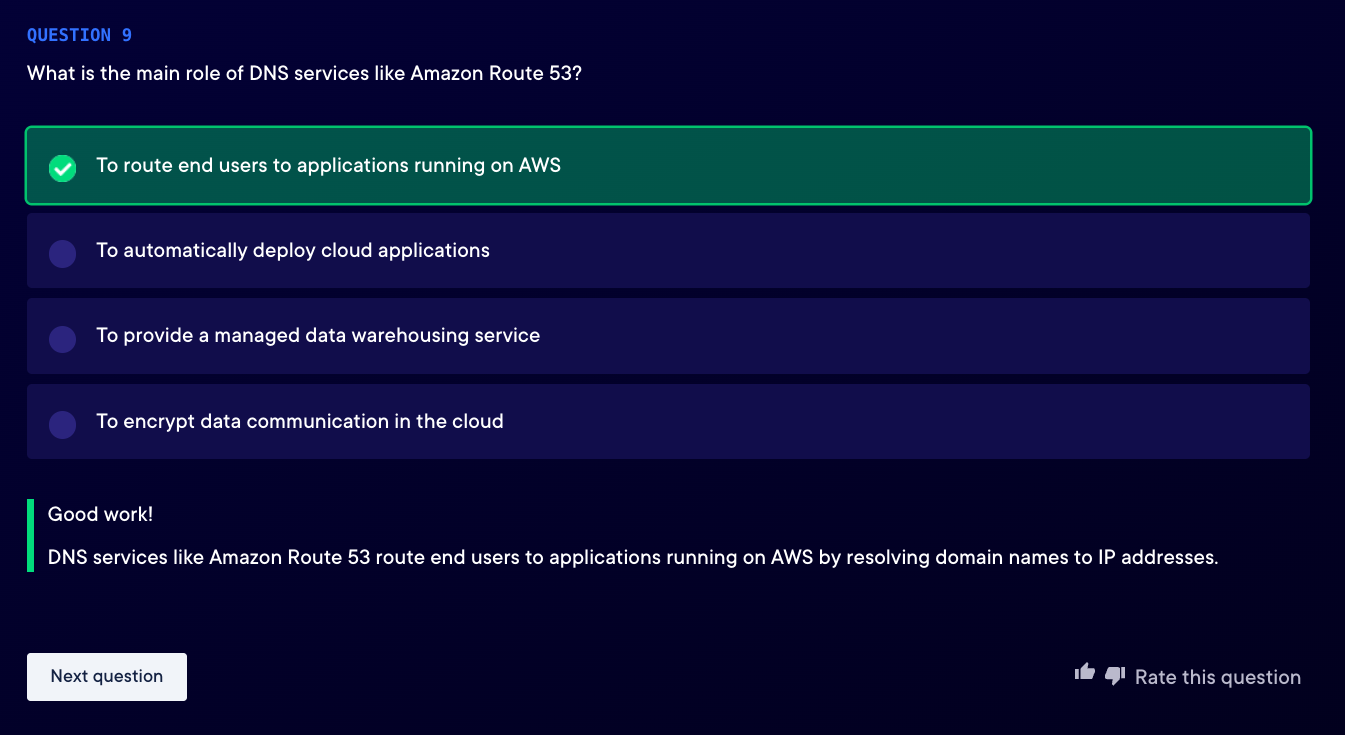 QUESTION 9
What is the main role of DNS services like Amazon Route 53?
To route end users to applications running on AWS
To automatically deploy cloud applications
To provide a managed data warehousing service
To encrypt data communication in the cloud
Good work!
DNS services like Amazon Route 53 route end users to applications running on AWS by resolving domain names to IP addresses.
Next question
Rate this question